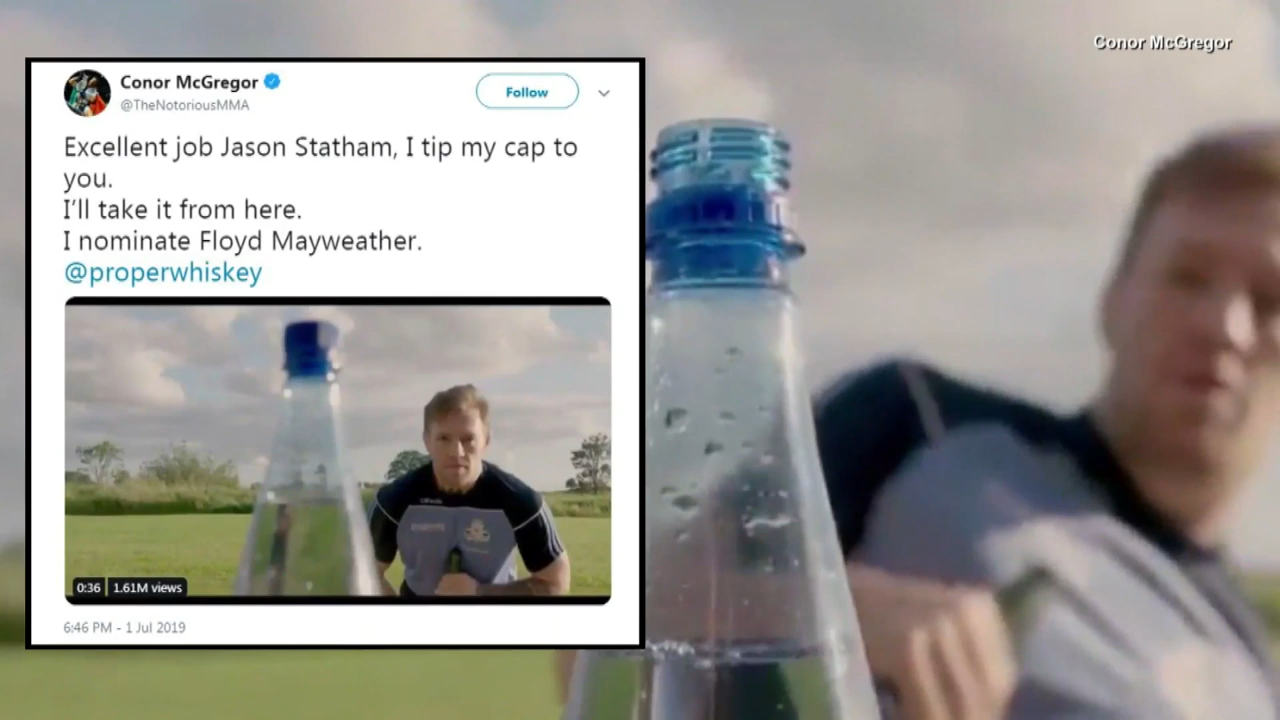 Conor McGregor
Conor McGregor
@TheNotoriousMMA
Follow
Excellent job Jason Statham, I tip my cap to
you.
I'll take it from here.
I nominate Floyd Mayweather.
@properwhiskey
0:36 1.61M views
6:46 PM - 1 Jul 2019